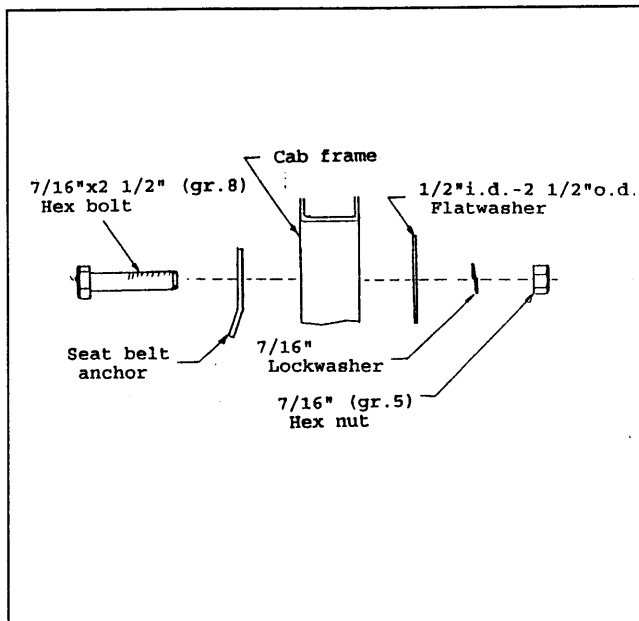 Cab frame
7/16"x2 1/2" (gr.8)
Hex bolt
1/2"i.d.-2 1/2"o.d.
Flatwasher
Seat belt
anchor
7/16"
Lockwasher
7/16" (gr.5)
Hex nut